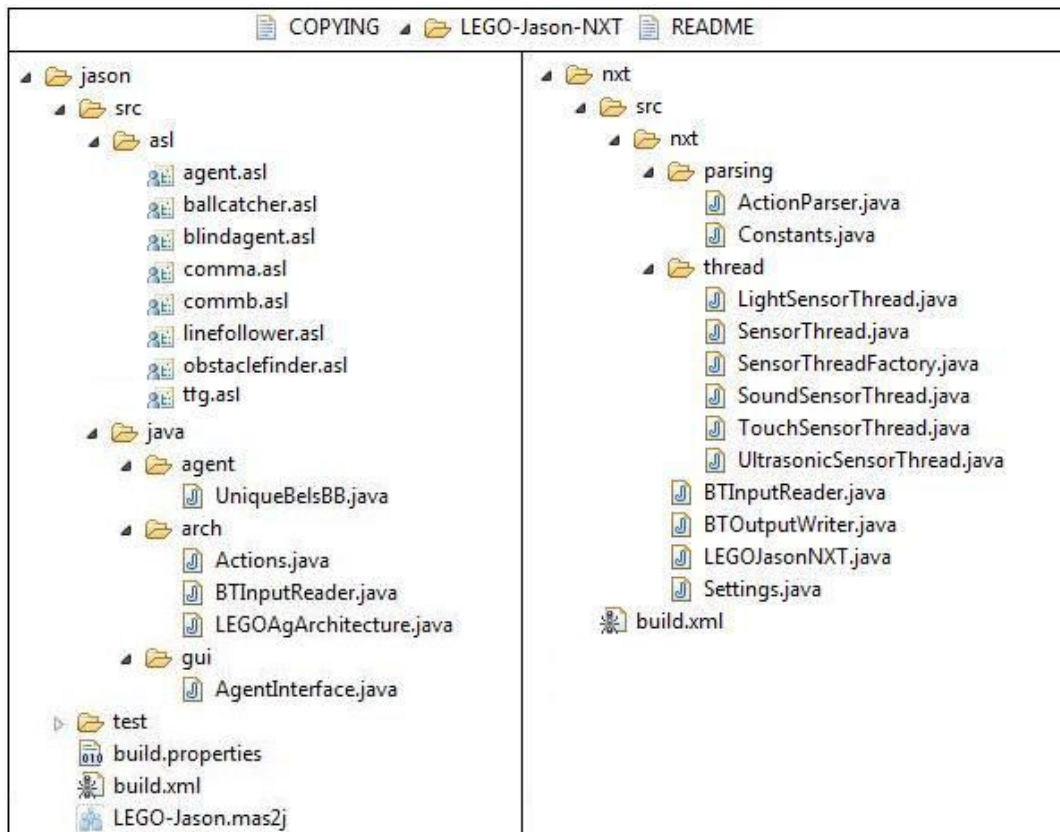 COPYING LEGO-Jason-NXT README
jason
src
asl
agent.asl
ballcatcher.asl
blindagent.asl
comma.asl
commb.asl
linefollower.asl
obstaclefinder.asl
ttg.asl
java
agent
UniqueBelsBB.java
arch
Actions.java
BTInputReader.java
LEGOAgArchitecture.java
gui
AgentInterface.java
test
build.properties
build.xml
LEGO-Jason.mas2j
nxt
src
nxt
parsing
ActionParser.java
Constants.java
thread
LightSensorThread.java
SensorThread.java
SensorThreadFactory.java
SoundSensorThread.java
TouchSensorThread.java
UltrasonicSensorThread.java
BTInputReader.java
BTOutputWriter.java
LEGOJasonNXT.java
Settings.java
build.xml